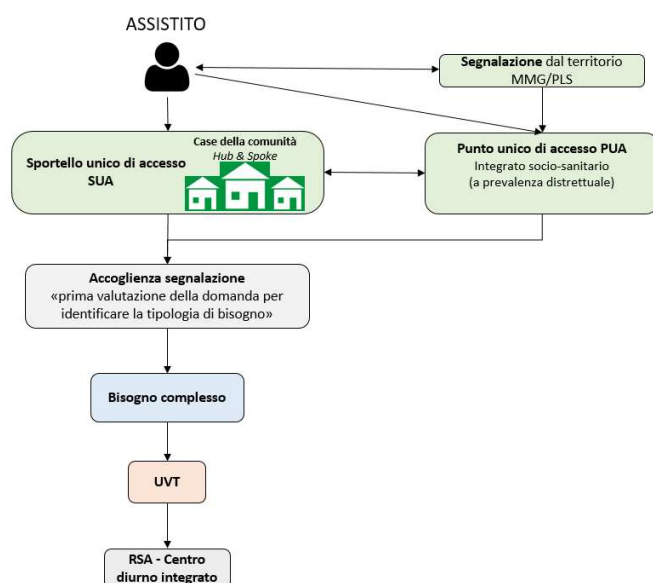 ASSISTITO
Segnalazione dal territorio
MMG/PLS
Case della comunità
Hub & Spoke
Sportello unico di accesso
SUA
Punto unico di accesso PUA
Integrato socio-sanitario
(a prevalenza distrettuale)
Accoglienza segnalazione
«prima valutazione della domanda per
identificare la tipologia di bisogno»
Bisogno complesso
UVT
RSA - Centro
diurno integrato